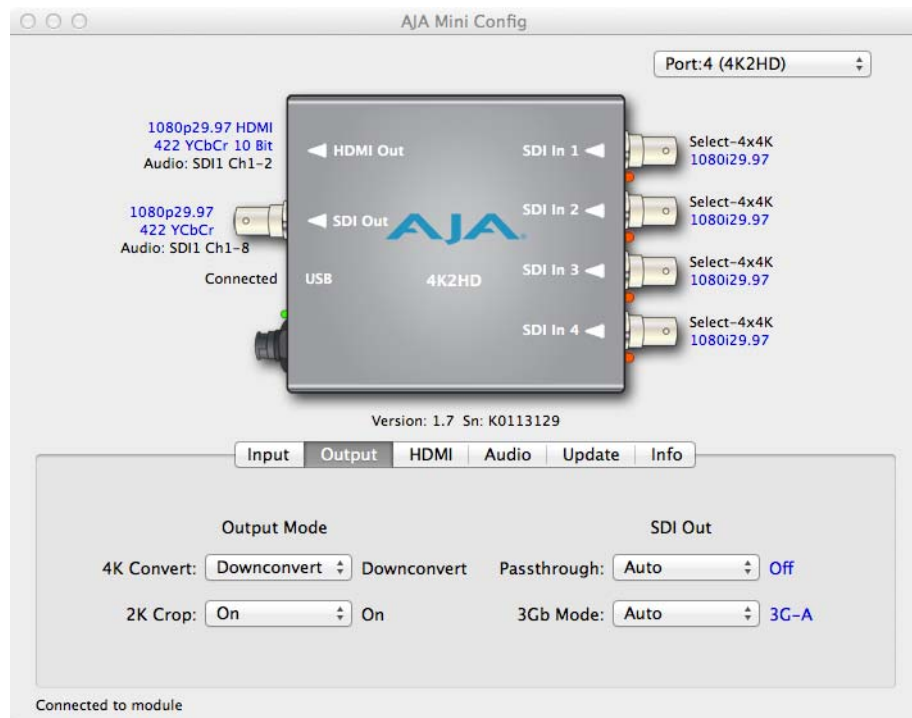 AJA Mini Config
Port:4 (4K2HD)
1080p29.97 HDMI
422 YCbCr 10 Bit
Audio: SDI1 Ch1-2
HDMI Out
SDI In 1
Select-4x4K
1080i29.97
1080p29.97
422 YCbCr
Audio: SDI1 Ch1-8
SDI Out
AJA
SDI In 2
Select-4x4K
1080i29.97
Connected
USB
4K2HD
SDI In 3
Select-4x4K
1080i29.97
SDI In 4
Select-4x4K
1080i29.97
Version: 1.7 Sn: K0113129
Input Output HDMI Audio Update Info
Output Mode
SDI Out
4K Convert: Downconvert Downconvert
Passthrough: Auto Off
2K Crop: On On
3Gb Mode: Auto 3G-A
Connected to module